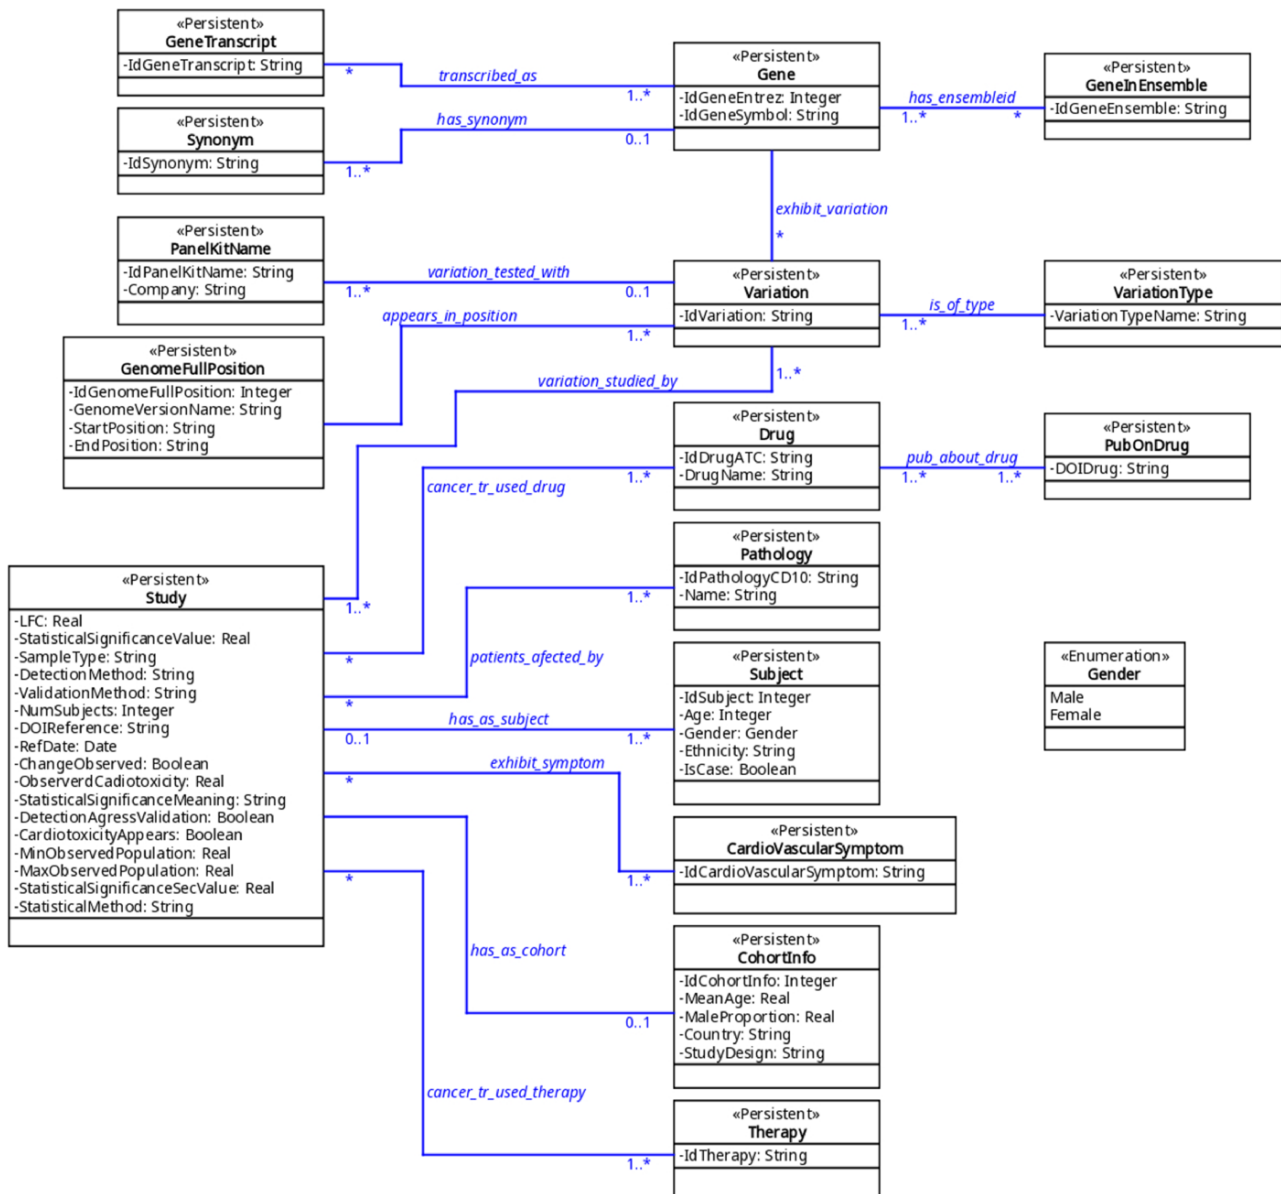 «Persistent»
GeneTranscript
-IdGeneTranscript: String
*
transcribed_as
1..*
«Persistent»
Gene
-IdGeneEntrez: Integer
-IdGeneSymbol: String
has_ensembleid
1..*
*
«Persistent»
GeneInEnsemble
-IdGeneEnsemble: String
«Persistent»
Synonym
-IdSynonym: String
1..*
has_synonym
0..1
exhibit_variation
*
«Persistent»
PanelKitName
-IdPanelKitName: String
-Company: String
1..*
variation_tested_with
0..1
«Persistent»
Variation
-IdVariation: String
is_of_type
1..*
«Persistent»
VariationType
-VariationTypeName: String
appears_in_position
1..*
«Persistent»
GenomeFullPosition
-IdGenomeFullPosition: Integer
-GenomeVersionName: String
-StartPosition: String
-EndPosition: String
variation_studied_by
1..*
«Persistent»
Drug
-IdDrugATC: String
-DrugName: String
pub_about_drug
1..*
1..*
«Persistent»
PubOnDrug
-DOIDrug: String
cancer_tr_used_drug
1..*
«Persistent»
Pathology
-IdPathologyCD10: String
-Name: String
1..*
«Persistent»
Study
-LFC: Real
-StatisticalSignificanceValue: Real
-SampleType: String
-DetectionMethod: String
-ValidationMethod: String
-NumSubjects: Integer
-DOIReference: String
-RefDate: Date
-ChangeObserved: Boolean
-ObserverdCadiotoxicity: Real
-StatisticalSignificanceMeaning: String
-DetectionAgressValidation: Boolean
-CardiotoxicityAppears: Boolean
-MinObservedPopulation: Real
-MaxObservedPopulation: Real
-StatisticalSignificanceSecValue: Real
-StatisticalMethod: String
1..*
*
patients_afected_by
*
«Persistent»
Subject
-IdSubject: Integer
-Age: Integer
-Gender: Gender
-Ethnicity: String
-IsCase: Boolean
«Enumeration»
Gender
Male
Female
has_as_subject
0..1
1..*
exhibit_symptom
*
1..*
«Persistent»
CardioVascularSymptom
-IdCardioVascularSymptom: String
*
has_as_cohort
0..1
«Persistent»
CohortInfo
-IdCohortInfo: Integer
-MeanAge: Real
-MaleProportion: Real
-Country: String
-StudyDesign: String
cancer_tr_used_therapy
1..*
«Persistent»
Therapy
-IdTherapy: String